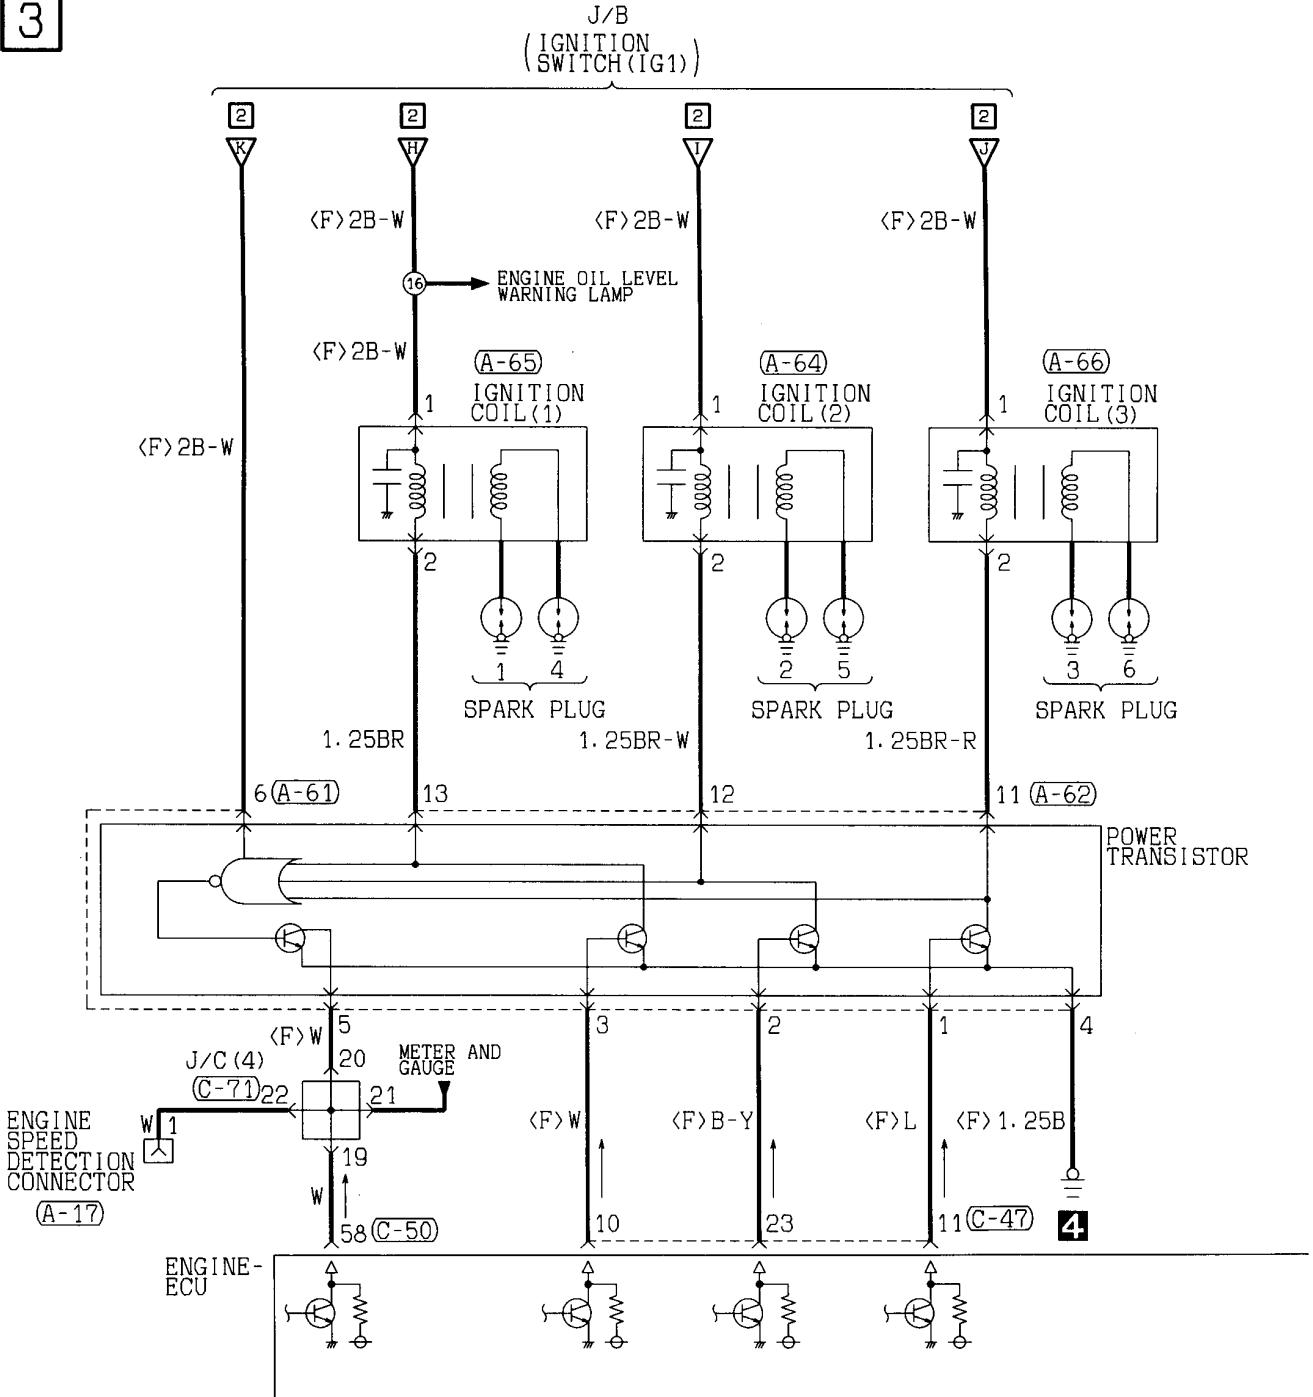 3
J/B
(IGNITION
SWITCH(IG1))
2 2 2 2
K H I J
<F>2B-W <F>2B-W <F>2B-W
16 ENGINE OIL LEVEL
WARNING LAMP
<F>2B-W
A-65 A-64 A-66
1 IGNITION
COIL(1)
1 IGNITION
COIL(2)
1 IGNITION
COIL(3)
<F>2B-W
2 2 2
1 4 2 5 3 6
SPARK PLUG SPARK PLUG SPARK PLUG
1.25BR 1.25BR-W 1.25BR-R
6 A-61 13 12 11 A-62
POWER
TRANSISTOR
5 3 2 1 4
<F>W
20
J/C(4)
C-71 22 21
METER AND
GAUGE
W 1
ENGINE
SPEED
DETECTION
CONNECTOR
A-17
<F>W <F>B-Y <F>L <F>1.25B
19
W
58 C-50 10 23 11 C-47 4
ENGINE-
ECU